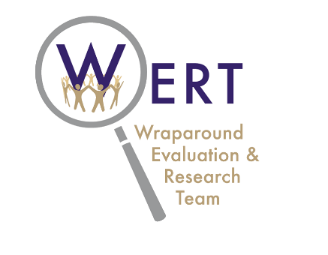 WERT
Wraparound
Evaluation &
Research
Team